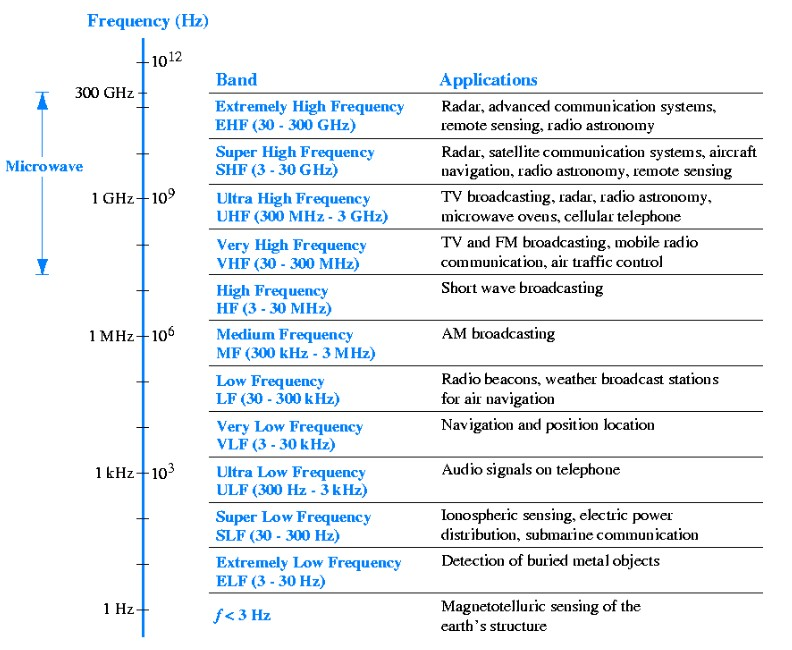 Frequency (Hz)
10¹²
Band Applications
300 GHz
Extremely High Frequency Radar, advanced communication systems,
EHF (30 - 300 GHz) remote sensing, radio astronomy
Super High Frequency Radar, satellite communication systems, aircraft
Microwave
SHF (3 - 30 GHz) navigation, radio astronomy, remote sensing
1 GHz 10⁹
Ultra High Frequency TV broadcasting, radar, radio astronomy,
UHF (300 MHz - 3 GHz) microwave ovens, cellular telephone
Very High Frequency TV and FM broadcasting, mobile radio
VHF (30 - 300 MHz) communication, air traffic control
High Frequency Short wave broadcasting
HF (3 - 30 MHz)
1 MHz 10⁶
Medium Frequency AM broadcasting
MF (300 kHz - 3 MHz)
Low Frequency Radio beacons, weather broadcast stations
LF (30 - 300 kHz) for air navigation
Very Low Frequency Navigation and position location
VLF (3 - 30 kHz)
1 kHz 10³
Ultra Low Frequency Audio signals on telephone
ULF (300 Hz - 3 kHz)
Super Low Frequency Ionospheric sensing, electric power
SLF (30 - 300 Hz) distribution, submarine communication
Extremely Low Frequency Detection of buried metal objects
ELF (3 - 30 Hz)
1 Hz
f < 3 Hz Magnetotelluric sensing of the
earth's structure